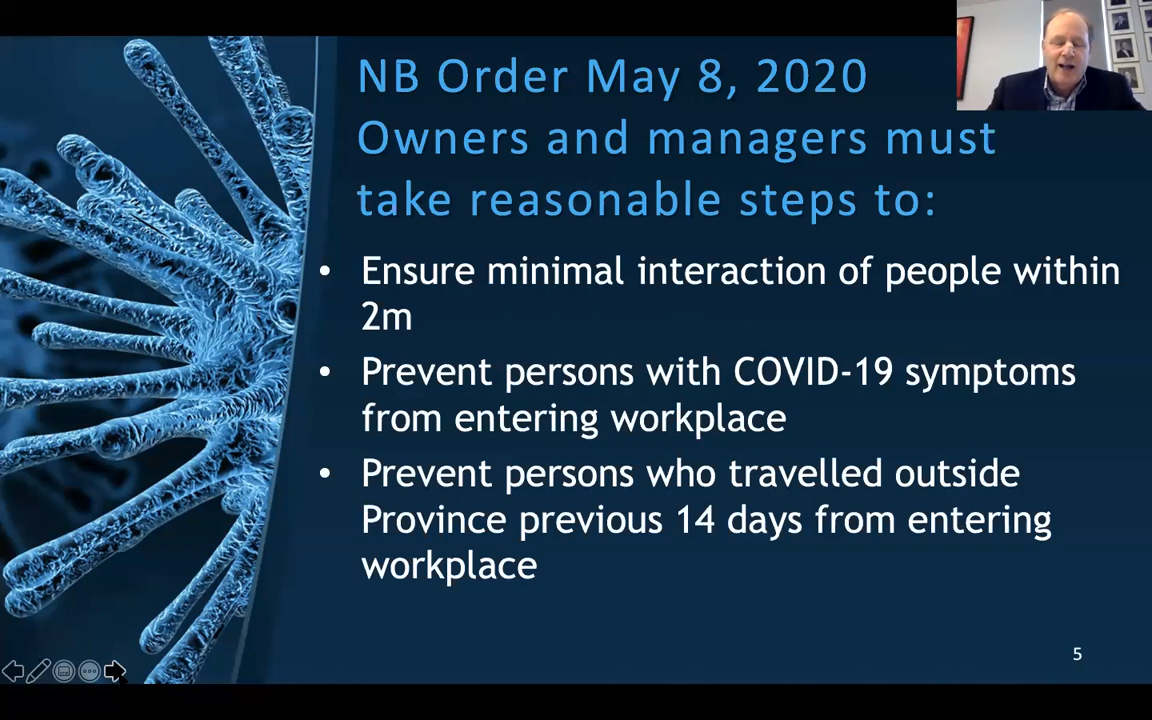 NB Order May 8, 2020
Owners and managers must
take reasonable steps to:
• Ensure minimal interaction of people within
2m
• Prevent persons with COVID-19 symptoms
from entering workplace
• Prevent persons who travelled outside
Province previous 14 days from entering
workplace
5